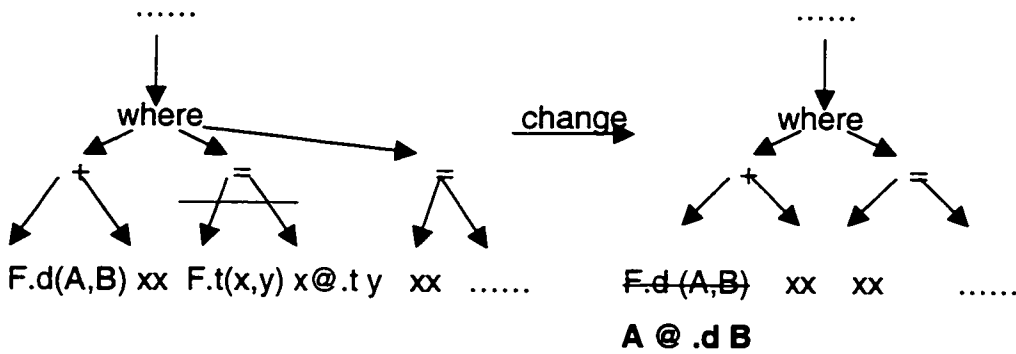 ...... ......
where change where
+ = = + =
F.d(A,B) xx F.t(x,y) x@.t y xx ...... F.d (A,B) xx xx ......
A @ .d B